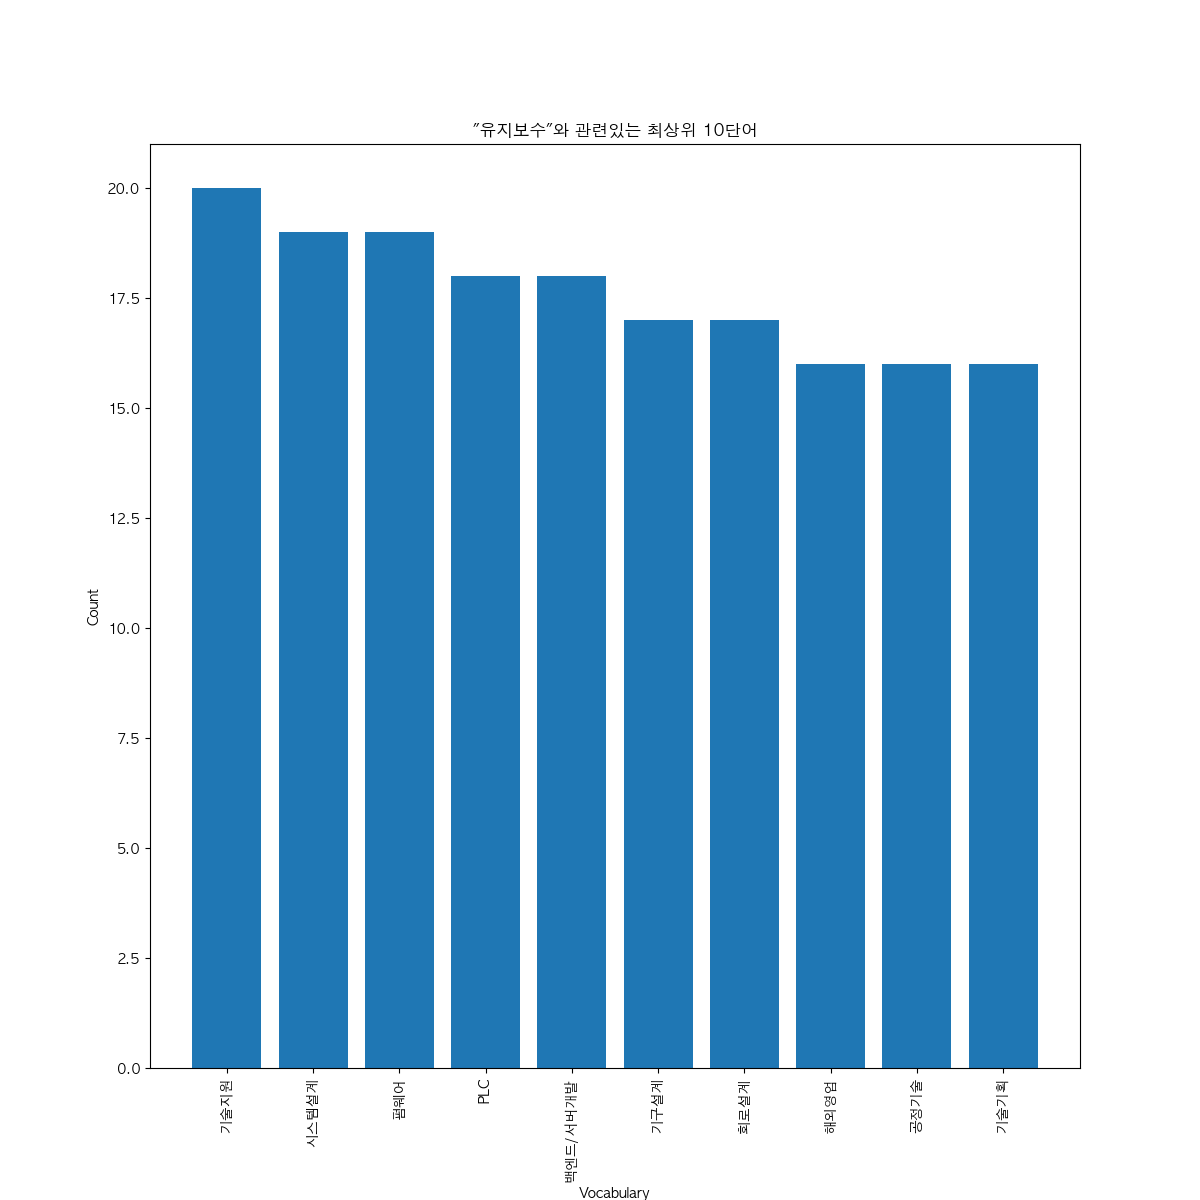 "유지보수"와 관련있는 최상위 10단어
Count
20.0
17.5
15.0
12.5
10.0
7.5
5.0
2.5
0.0
기술지원
시스템설계
펌웨어
PLC
백엔드/서버개발
기구설계
회로설계
해외영업
공정기술
기술기획
Vocabulary